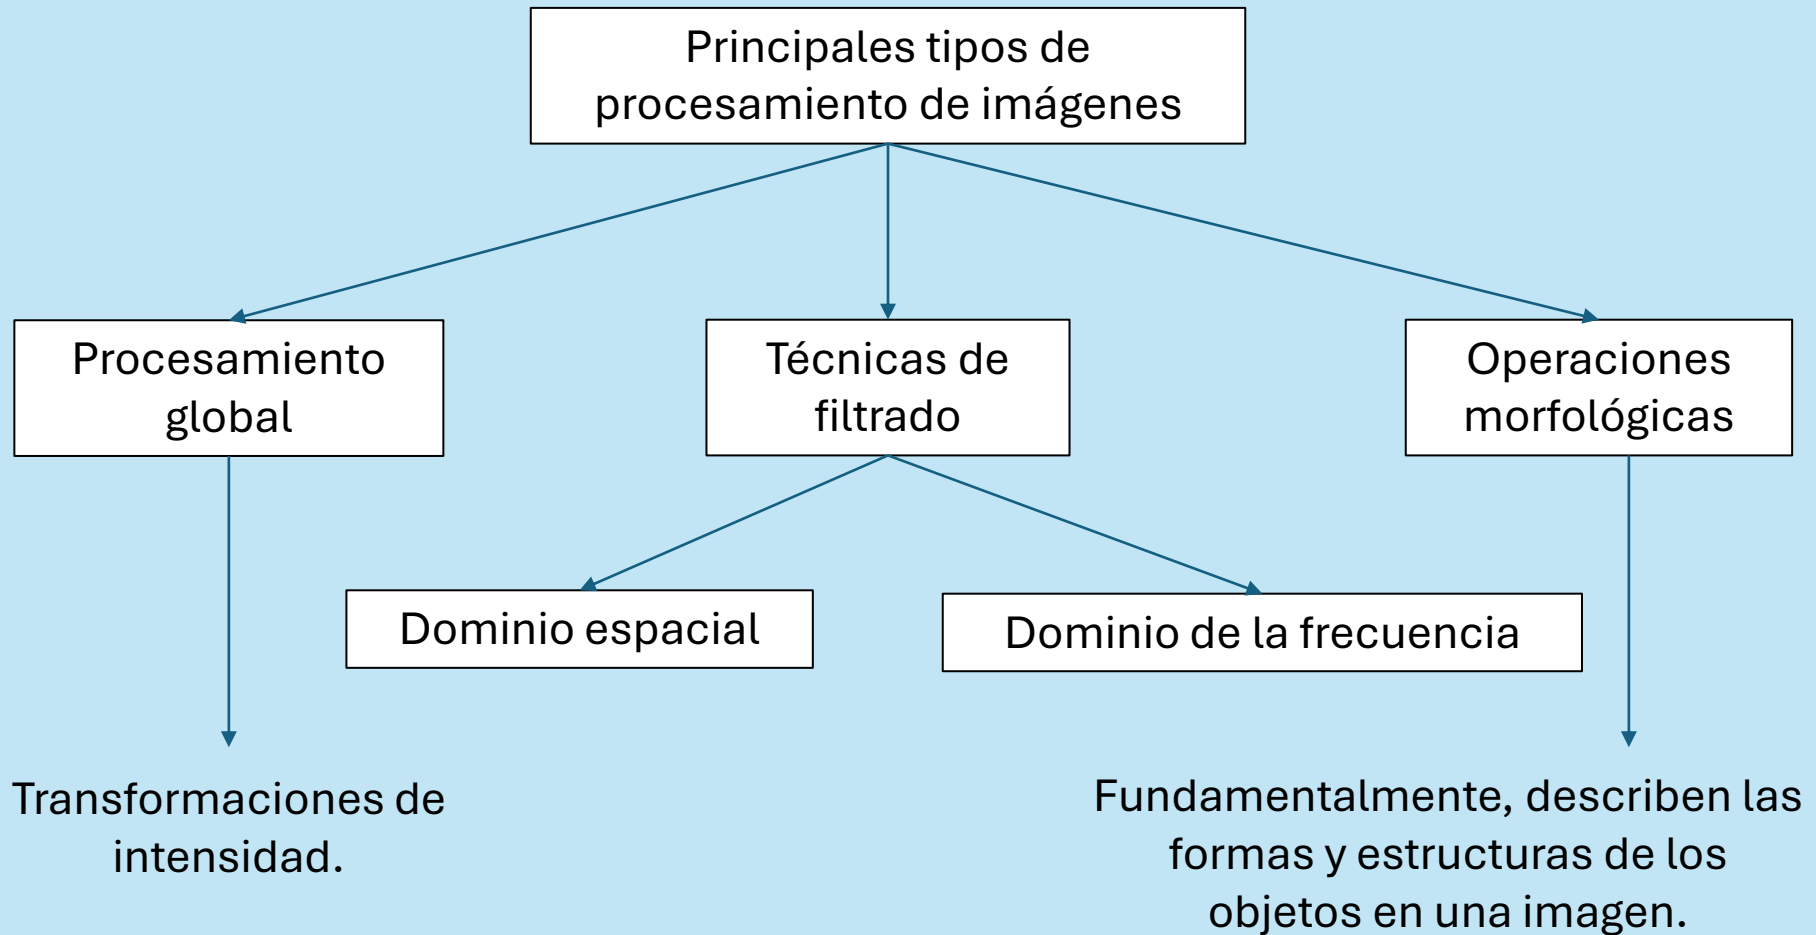 Principales tipos de
procesamiento de imágenes
Procesamiento
global
Técnicas de
filtrado
Operaciones
morfológicas
Dominio espacial
Dominio de la frecuencia
Transformaciones de
intensidad.
Fundamentalmente, describen las
formas y estructuras de los
objetos en una imagen.